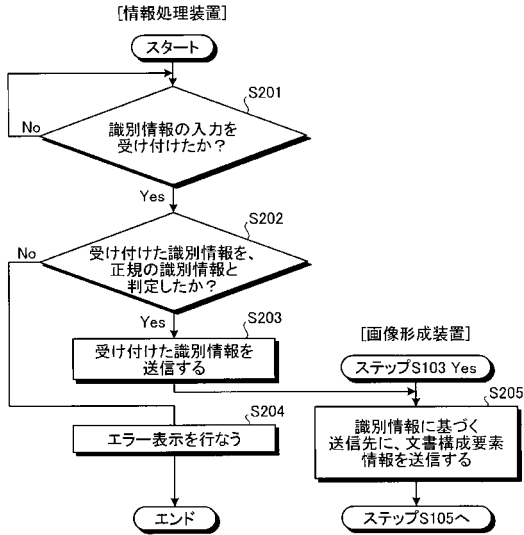 [情報処理装置]
スタート
S201
識別情報の入力を
受け付けたか？
No
Yes
S202
受け付けた識別情報を、
正規の識別情報と
判定したか？
No
Yes
S203
受け付けた識別情報を
送信する
[画像形成装置]
ステップS103 Yes
S205
識別情報に基づく
送信先に、文書構成要素
情報を送信する
S204
エラー表示を行なう
エンド
ステップS105へ